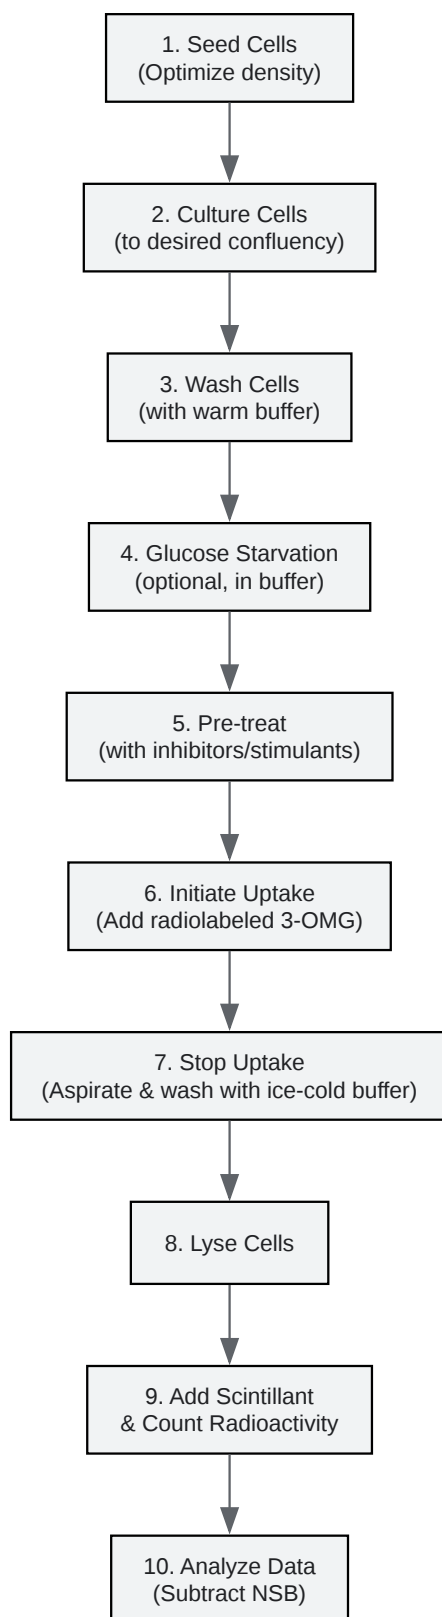 1. Seed Cells
(Optimize density)
2. Culture Cells
(to desired confluency)
3. Wash Cells
(with warm buffer)
4. Glucose Starvation
(optional, in buffer)
5. Pre-treat
(with inhibitors/stimulants)
6. Initiate Uptake
(Add radiolabeled 3-OMG)
7. Stop Uptake
(Aspirate & wash with ice-cold buffer)
8. Lyse Cells
9. Add Scintillant
& Count Radioactivity
10. Analyze Data
(Subtract NSB)